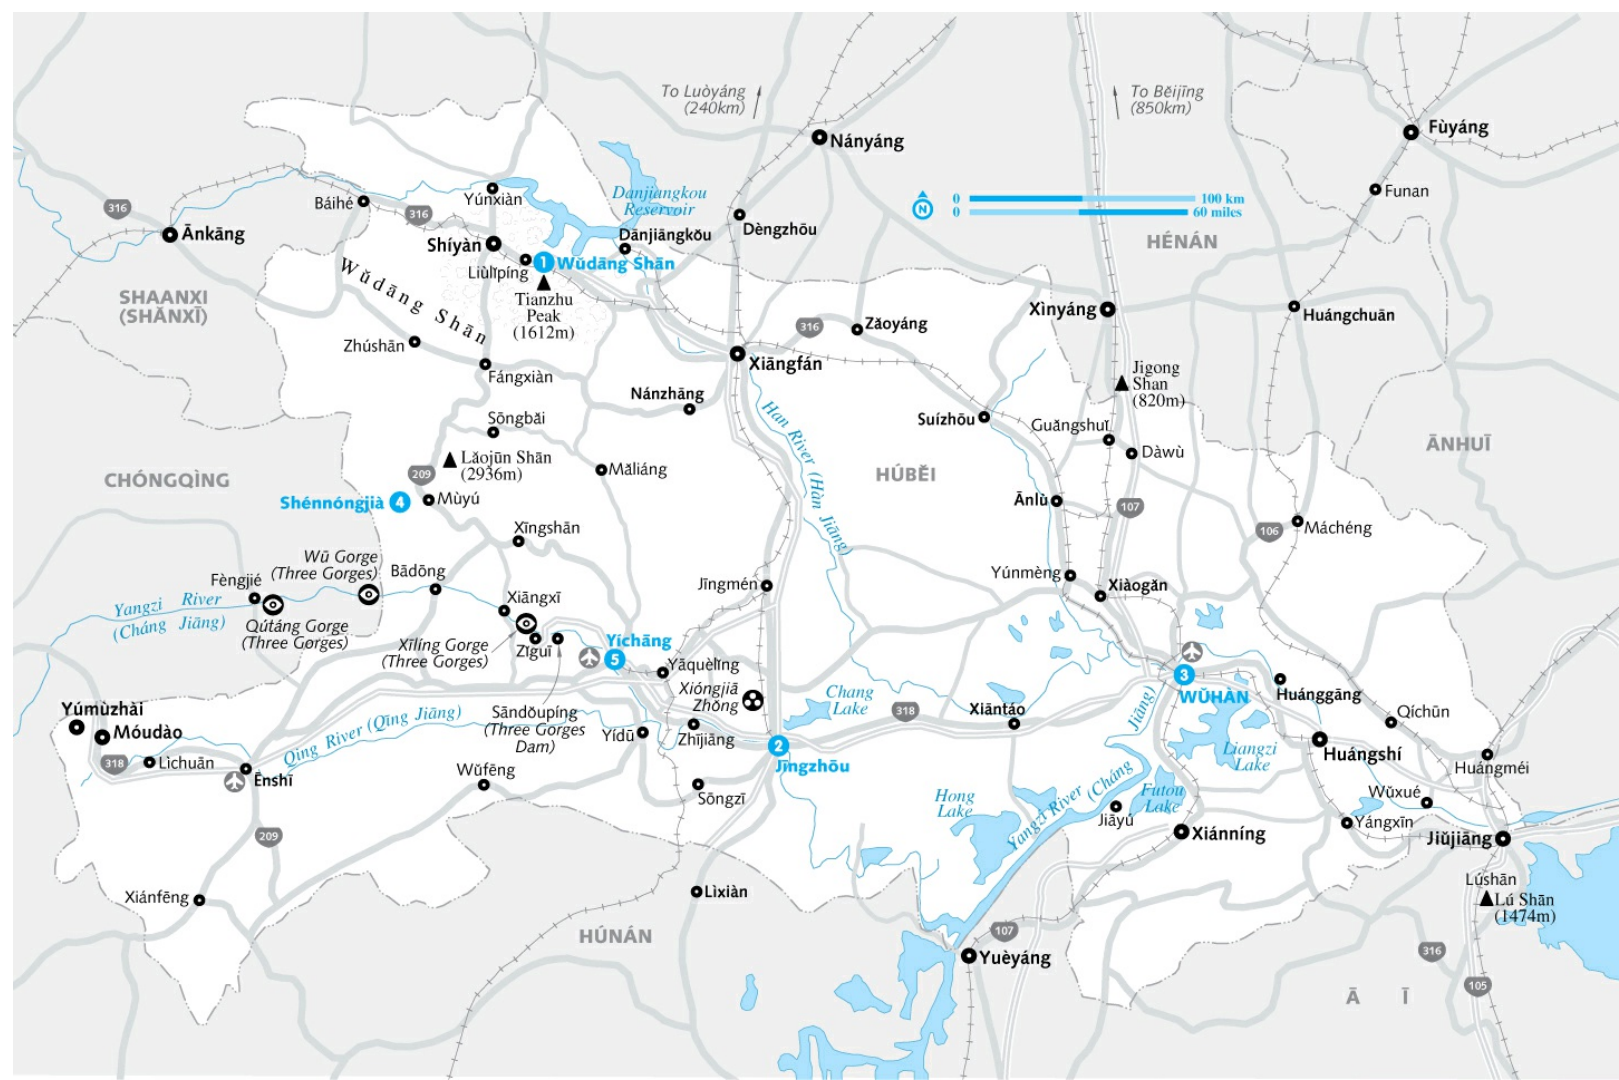 To Luòyáng
(240km)
To Běijīng
(850km)
Nányáng
Fùyáng
Funan
316
Ānkāng
Báihé
316
Yúnxiàn
Danjiangkou
Reservoir
Dèngzhōu
0
100 km
0
60 miles
N
HÉNÁN
Shíyàn
Dānjiāngkǒu
Liùlǐpíng
1
Wǔdāng Shān
Wǔdāng Shān
Tianzhu
Peak
(1612m)
SHAANXI
(SHĂNXĪ)
Xìnyáng
Huángchuān
Zhúshān
316
Zǎoyáng
Xiāngfán
Fángxiàn
Jigong
Shan
(820m)
Nánzhāng
Sōngbǎi
Han River (Hàn Jiāng)
Suízhōu
Guǎngshuǐ
Dàwù
ĀNHUĪ
Lǎojūn Shān
(2936m)
209
Mǎliáng
HÚBĚI
CHÓNGQÌNG
Shénnóngjià
4
Mùyú
Ānlù
107
106
Máchéng
Xīngshān
Wū Gorge
(Three Gorges)
Bādōng
Fèngjié
Jīngmén
Yúnmèng
Xiàogǎn
Yangzi River
(Cháng Jiāng)
Qútáng Gorge
(Three Gorges)
Xiāngxī
Xīlíng Gorge
(Three Gorges)
Zǐguī
Yíchāng
5
Yāquèlǐng
Xióngjiā
Zhǒng
Chang
Lake
318
Xiāntáo
3
WǓHÀN
Huánggāng
Qíchūn
Yúmùzhài
Móudào
318
Lìchuān
Ēnshī
Qing River (Qīng Jiāng)
Sāndǒupíng
(Three Gorges
Dam)
Yídū
Zhījiāng
2
Jīngzhōu
Liangzi
Lake
Huángshí
Huángméi
Wǔfēng
Sōngzī
Hong
Lake
Yangzi River (Cháng
Jiāng)
Jiāyú
Futou
Lake
Wǔxué
Yángxīn
Xiánníng
Jiǔjiāng
209
Xiánfēng
Lìxiàn
Lúshān
Lú Shān
(1474m)
HÚNÁN
107
Yuèyáng
316
105
Ā Ī